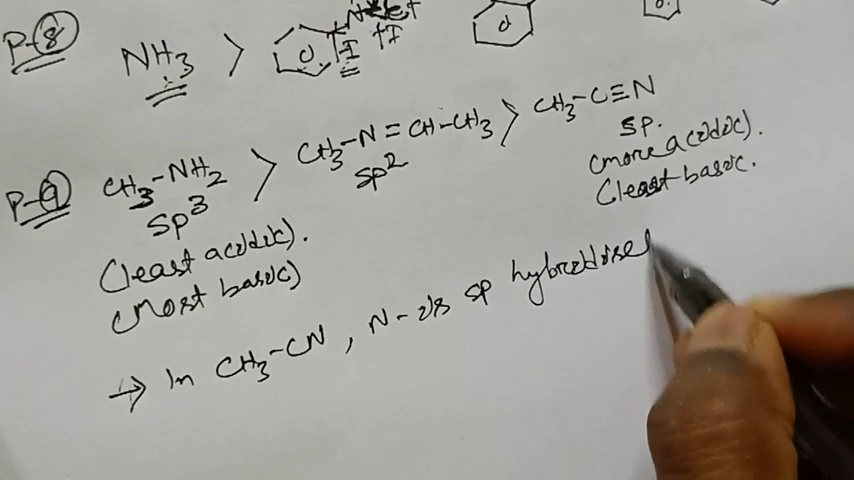 P-8 NH3 >
-I +I
P-9 CH3-NH2 > CH3-N=CH-CH3 > CH3-C≡N
sp3 sp2 sp.
(least acidic). (more acidic).
(Most basic) (least basic.
→ In CH3-CN, N-is sp hybridise